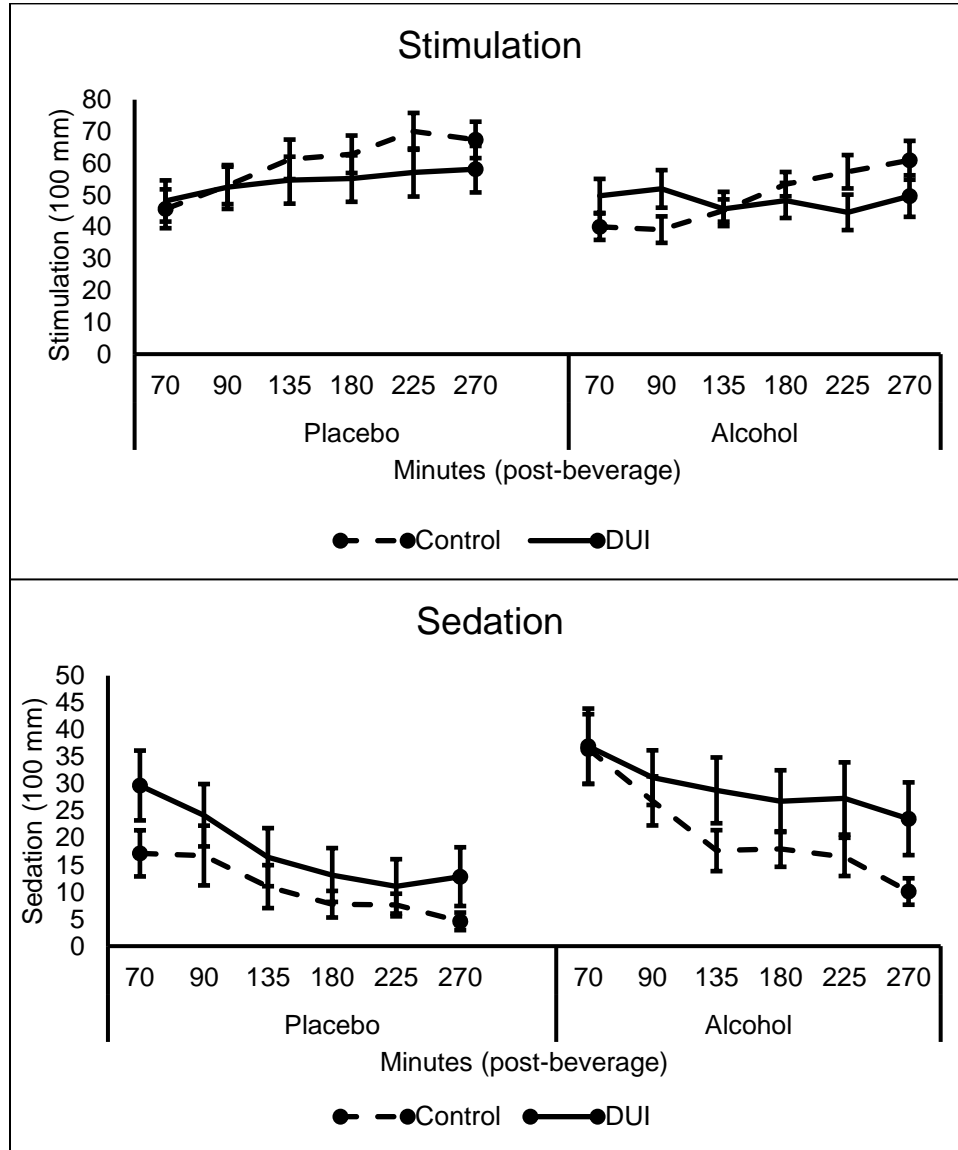 Stimulation
Stimulation (100 mm)
80
70
60
50
40
30
20
10
0
70 90 135 180 225 270 70 90 135 180 225 270
Placebo Alcohol
Minutes (post-beverage)
Control DUI
Sedation
Sedation (100 mm)
50
45
40
35
30
25
20
15
10
5
0
70 90 135 180 225 270 70 90 135 180 225 270
Placebo Alcohol
Minutes (post-beverage)
Control DUI